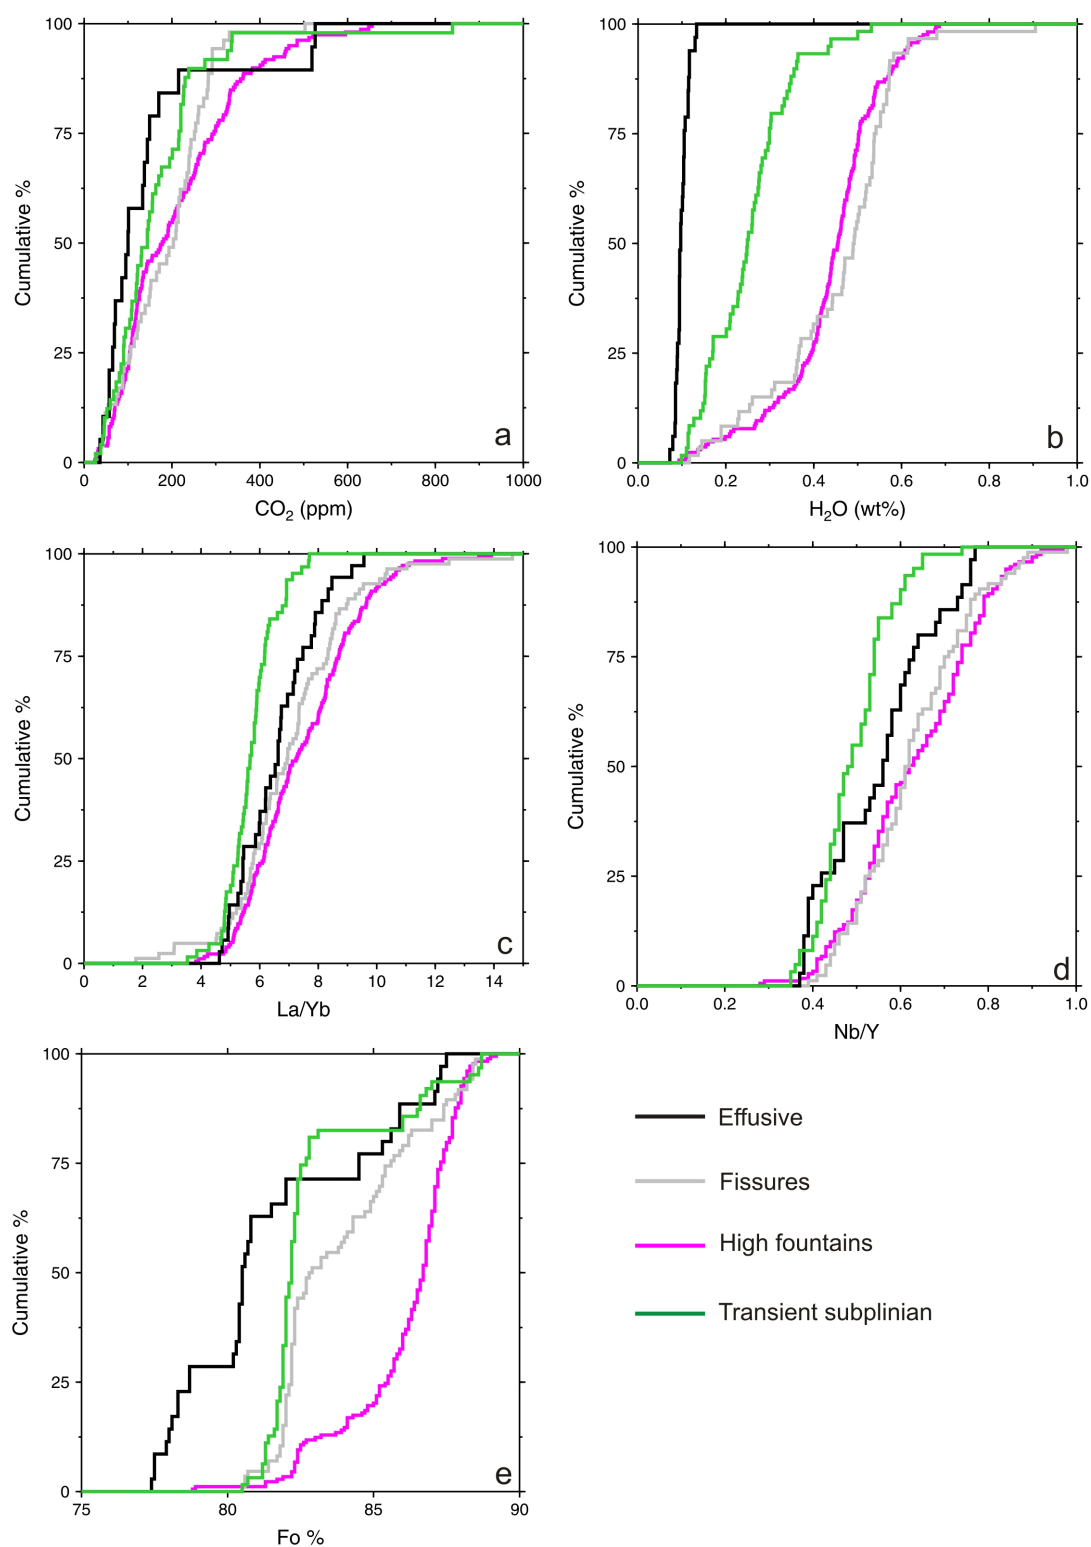 100
75
50
25
0
Cumulative %
0 200 400 600 800 1000
CO2 (ppm)
a
100
75
50
25
0
Cumulative %
0.0 0.2 0.4 0.6 0.8 1.0
H2O (wt%)
b
100
75
50
25
0
Cumulative %
0 2 4 6 8 10 12 14
La/Yb
c
100
75
50
25
0
Cumulative %
0.0 0.2 0.4 0.6 0.8 1.0
Nb/Y
d
100
75
50
25
0
Cumulative %
75 80 85 90
Fo %
e
Effusive
Fissures
High fountains
Transient subplinian